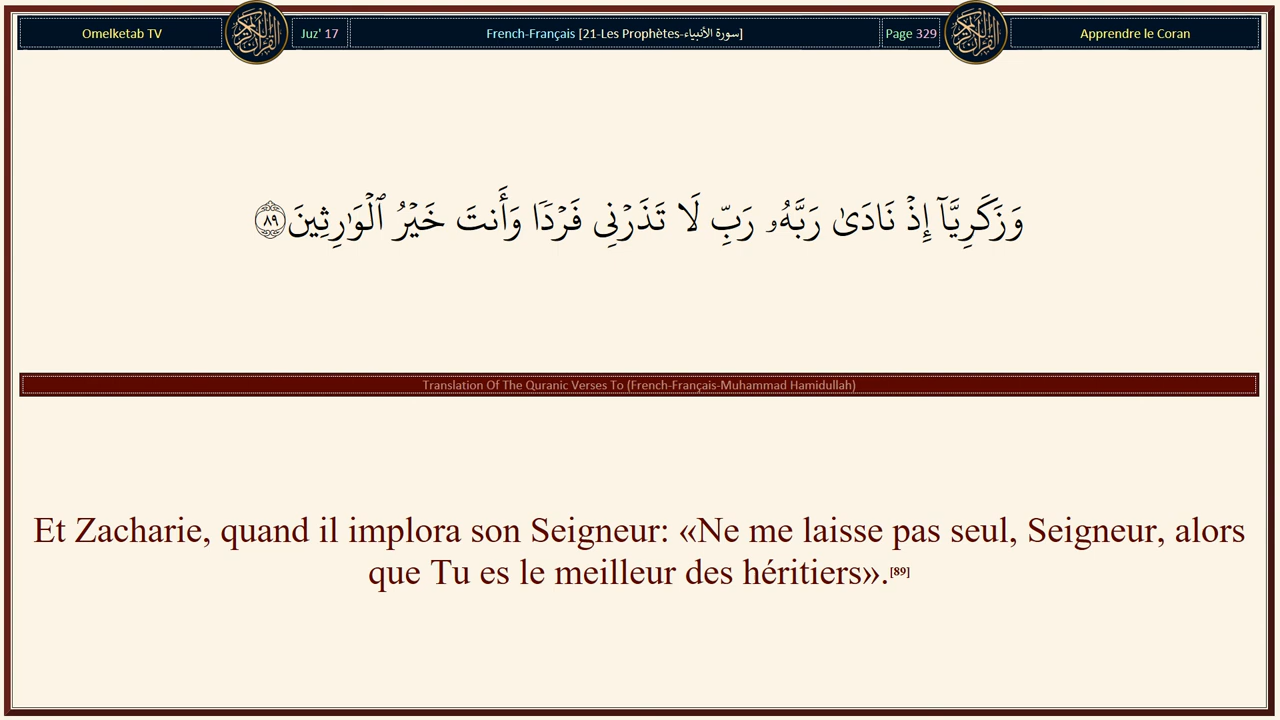 Omelketab TV
Juz' 17
French-Français [21-Les Prophètes-سورة الأنبياء]
Page 329
Apprendre le Coran
وَزَكَرِيَّآ إِذۡ نَادَىٰ رَبَّهُۥ رَبِّ لَا تَذَرۡنِي فَرۡدٗا وَأَنتَ خَيۡرُ ٱلۡوَٰرِثِينَ ٨٩
Translation Of The Quranic Verses To (French-Français-Muhammad Hamidullah)
Et Zacharie, quand il implora son Seigneur: «Ne me laisse pas seul, Seigneur, alors
que Tu es le meilleur des héritiers».[89]